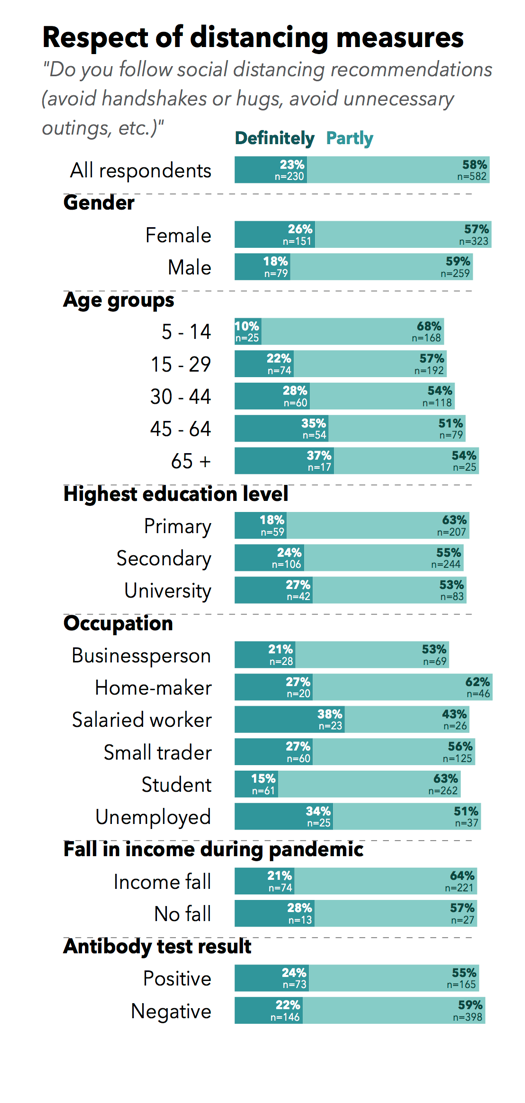 Respect of distancing measures
"Do you follow social distancing recommendations
(avoid handshakes or hugs, avoid unnecessary
outings, etc.)"
Definitely Partly
All respondents 23% 58%
n=230 n=582
Gender
Female 26% 57%
n=151 n=323
Male 18% 59%
n=79 n=259
Age groups
5 - 14 10% 68%
n=25 n=168
15 - 29 22% 57%
n=74 n=192
30 - 44 28% 54%
n=60 n=118
45 - 64 35% 51%
n=54 n=79
65 + 37% 54%
n=17 n=25
Highest education level
Primary 18% 63%
n=59 n=207
Secondary 24% 55%
n=106 n=244
University 27% 53%
n=42 n=83
Occupation
Businessperson 21% 53%
n=28 n=69
Home-maker 27% 62%
n=20 n=46
Salaried worker 38% 43%
n=23 n=26
Small trader 27% 56%
n=60 n=125
Student 15% 63%
n=61 n=262
Unemployed 34% 51%
n=25 n=37
Fall in income during pandemic
Income fall 21% 64%
n=74 n=221
No fall 28% 57%
n=13 n=27
Antibody test result
Positive 24% 55%
n=73 n=165
Negative 22% 59%
n=146 n=398